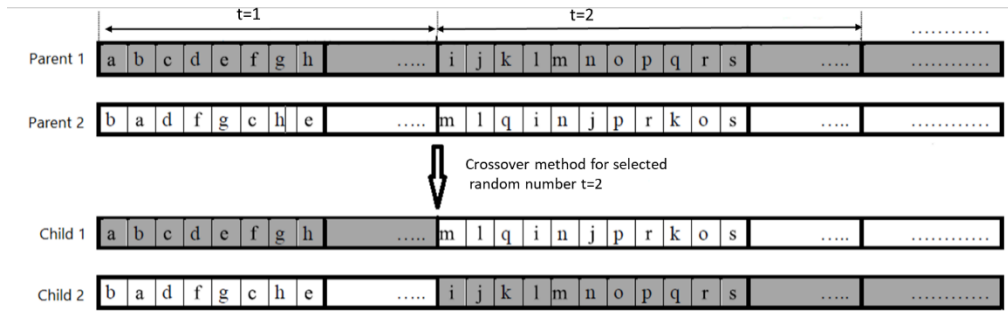 t=1 t=2
............
Parent 1 a b c d e f g h ..... i j k l m n o p q r s ..... ............
Parent 2 b a d f g c h e ..... m l q i n j p r k o s ..... ............
Crossover method for selected
random number t=2
Child 1 a b c d e f g h ..... m l q i n j p r k o s ..... ............
Child 2 b a d f g c h e ..... i j k l m n o p q r s ..... ............